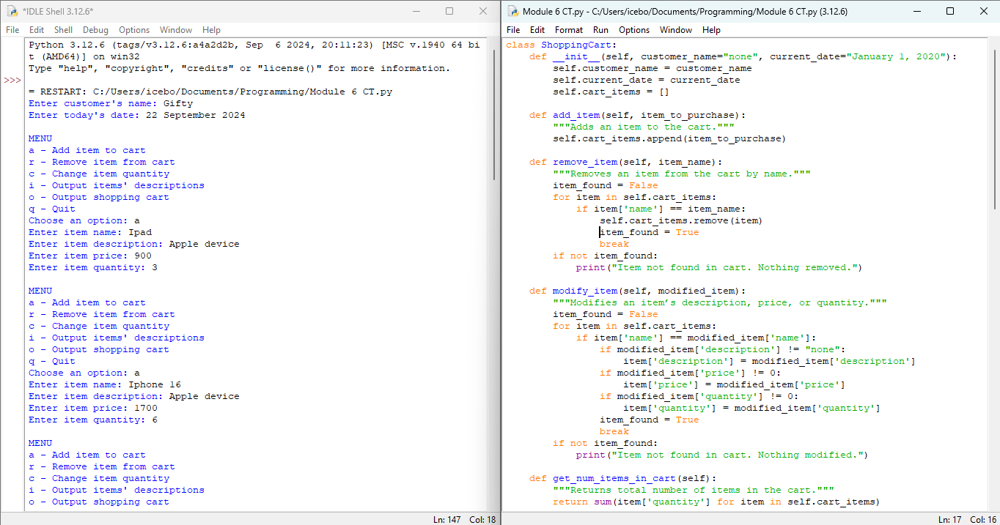 *IDLE Shell 3.12.6*
File Edit Shell Debug Options Window Help
Python 3.12.6 (tags/v3.12.6:a4a2d2b, Sep  6 2024, 20:11:23) [MSC v.1940 64 bi
t (AMD64)] on win32
Type "help", "copyright", "credits" or "license()" for more information.
>>>
= RESTART: C:/Users/icebo/Documents/Programming/Module 6 CT.py
Enter customer's name: Gifty
Enter today's date: 22 September 2024

MENU
a - Add item to cart
r - Remove item from cart
c - Change item quantity
i - Output items' descriptions
o - Output shopping cart
q - Quit
Choose an option: a
Enter item name: Ipad
Enter item description: Apple device
Enter item price: 900
Enter item quantity: 3

MENU
a - Add item to cart
r - Remove item from cart
c - Change item quantity
i - Output items' descriptions
o - Output shopping cart
q - Quit
Choose an option: a
Enter item name: Iphone 16
Enter item description: Apple device
Enter item price: 1700
Enter item quantity: 6

MENU
a - Add item to cart
r - Remove item from cart
c - Change item quantity
i - Output items' descriptions
o - Output shopping cart
Ln: 147 Col: 18
Module 6 CT.py - C:/Users/icebo/Documents/Programming/Module 6 CT.py (3.12.6)
File Edit Format Run Options Window Help
class ShoppingCart:
    def __init__(self, customer_name="none", current_date="January 1, 2020"):
        self.customer_name = customer_name
        self.current_date = current_date
        self.cart_items = []

    def add_item(self, item_to_purchase):
        """Adds an item to the cart."""
        self.cart_items.append(item_to_purchase)

    def remove_item(self, item_name):
        """Removes an item from the cart by name."""
        item_found = False
        for item in self.cart_items:
            if item['name'] == item_name:
                self.cart_items.remove(item)
                item_found = True
                break
        if not item_found:
            print("Item not found in cart. Nothing removed.")

    def modify_item(self, modified_item):
        """Modifies an item’s description, price, or quantity."""
        item_found = False
        for item in self.cart_items:
            if item['name'] == modified_item['name']:
                if modified_item['description'] != "none":
                    item['description'] = modified_item['description']
                if modified_item['price'] != 0:
                    item['price'] = modified_item['price']
                if modified_item['quantity'] != 0:
                    item['quantity'] = modified_item['quantity']
                item_found = True
                break
        if not item_found:
            print("Item not found in cart. Nothing modified.")

    def get_num_items_in_cart(self):
        """Returns total number of items in the cart."""
        return sum(item['quantity'] for item in self.cart_items)
Ln: 17 Col: 16